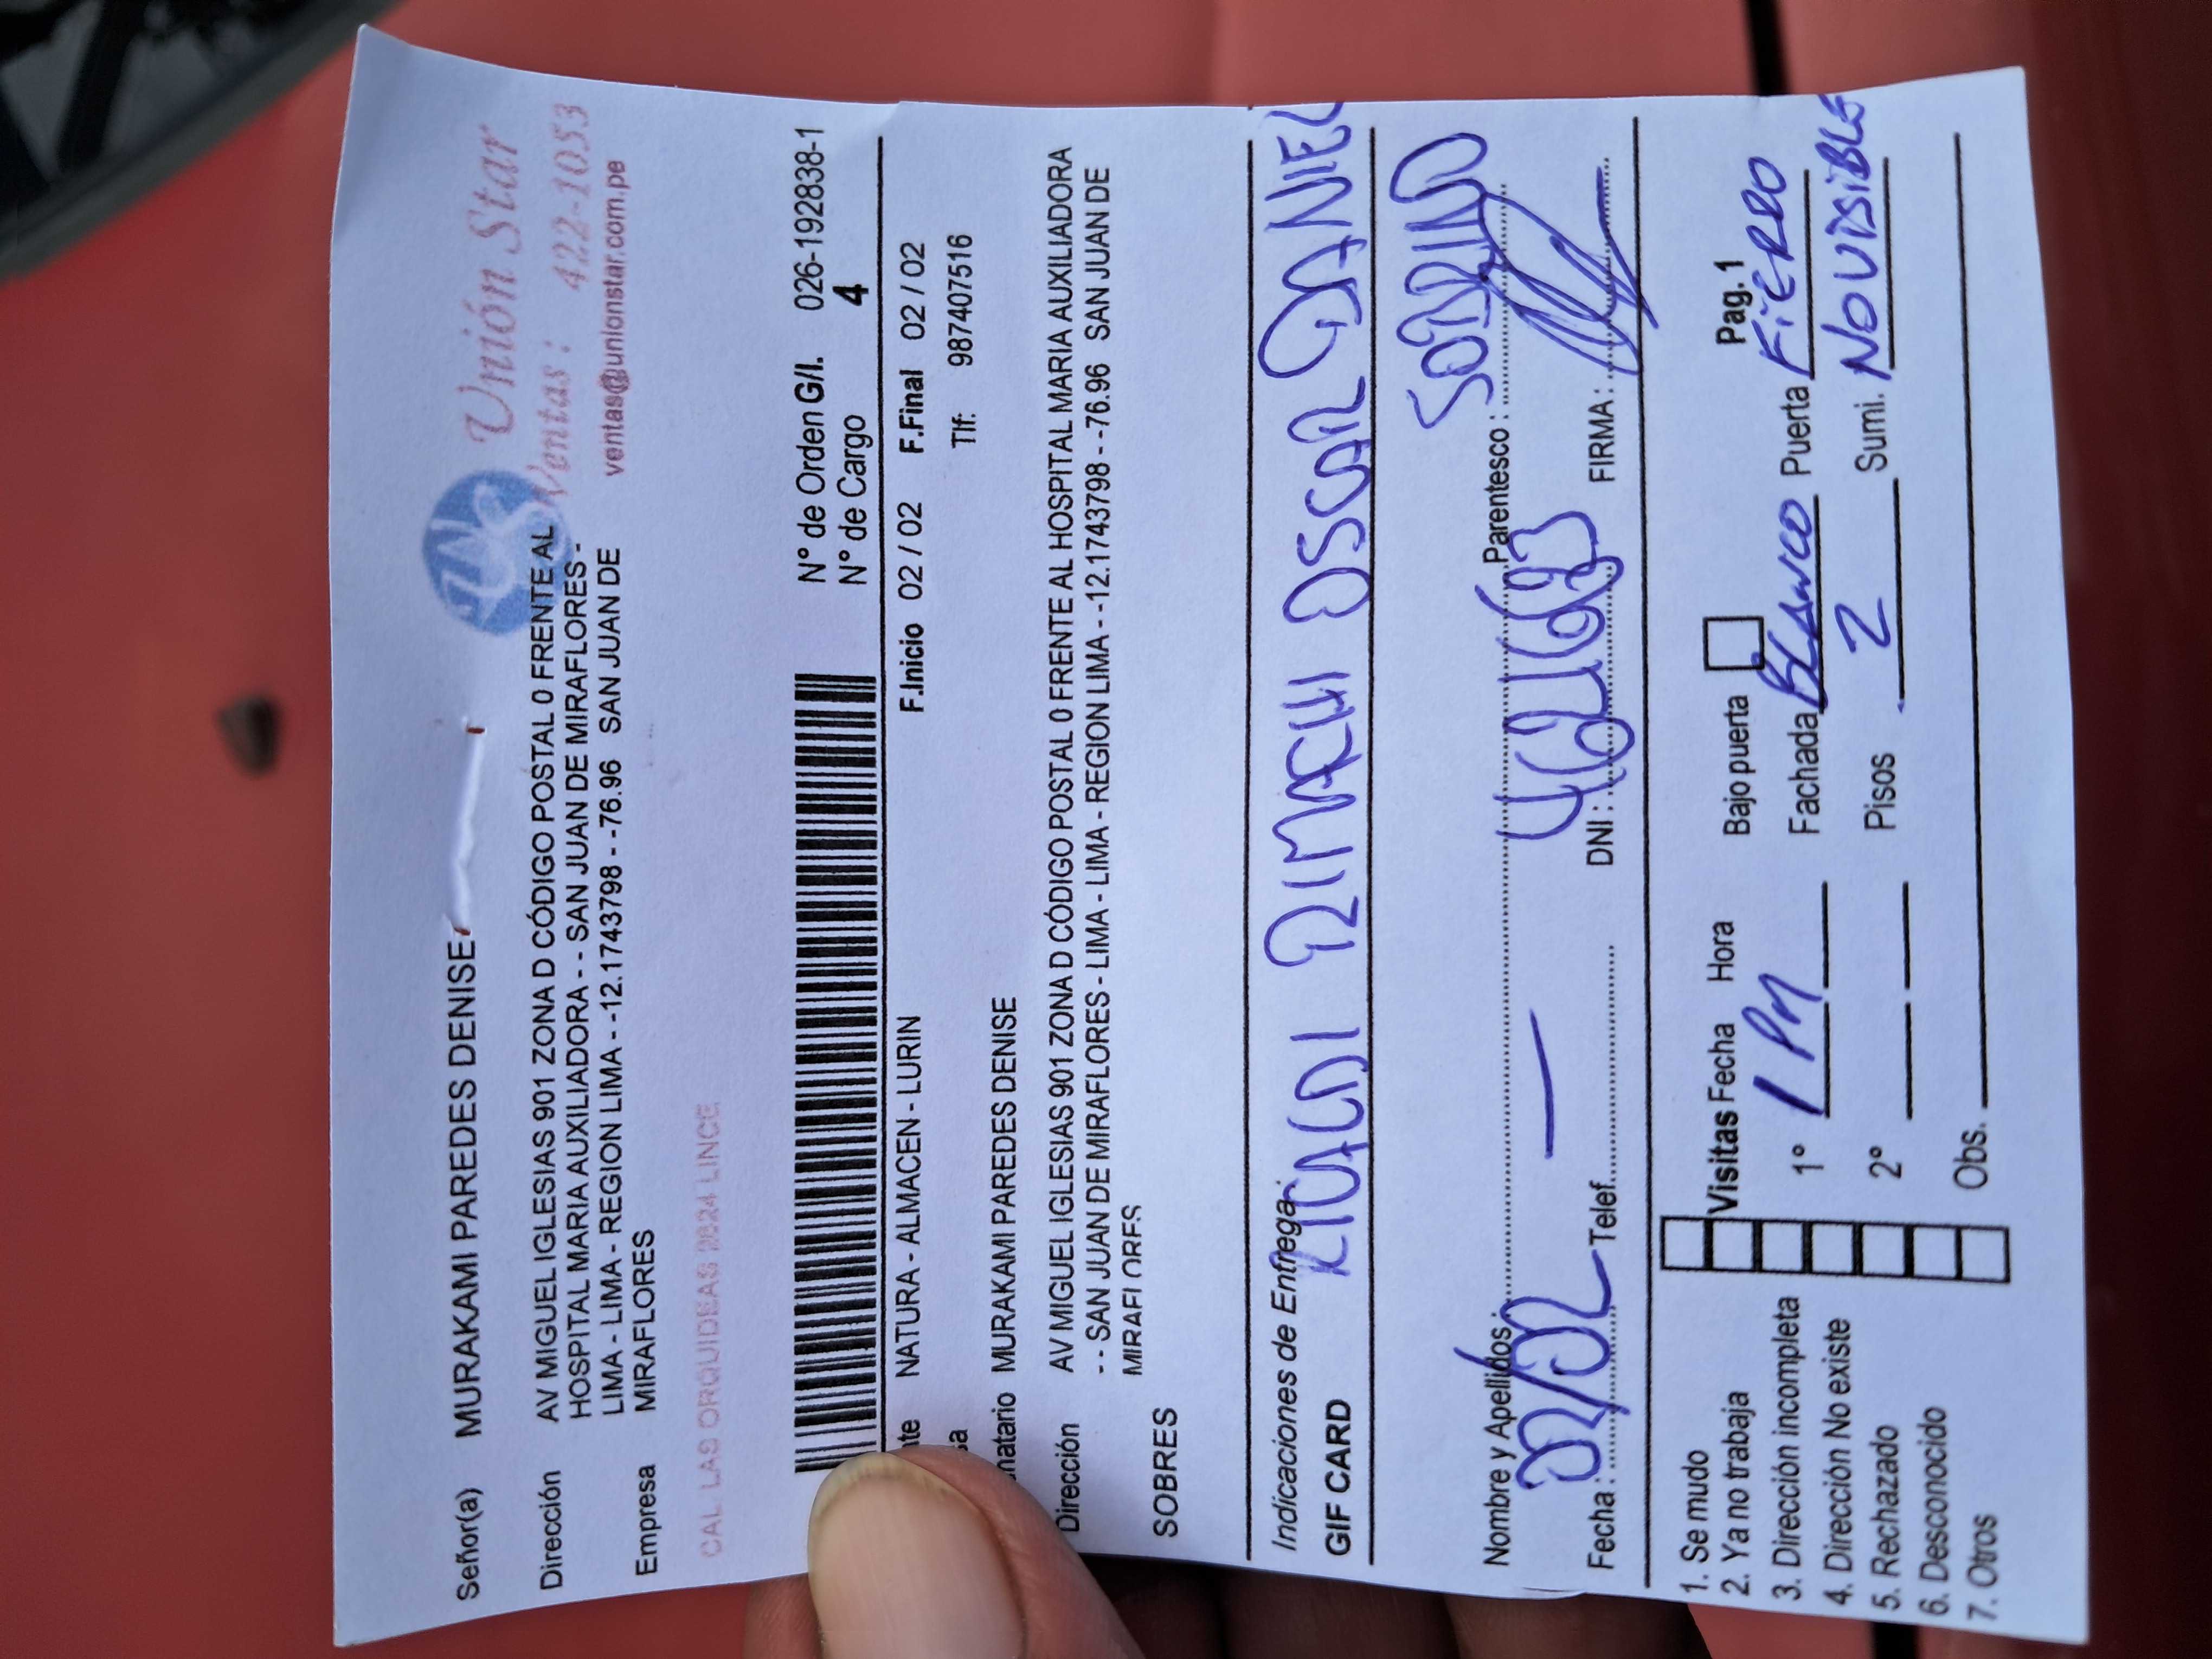 Unión Star
Ventas : 422-1053
ventas@unionstar.com.pe
Señor(a) MURAKAMI PAREDES DENISE
Dirección AV MIGUEL IGLESIAS 901 ZONA D CÓDIGO POSTAL 0 FRENTE AL
HOSPITAL MARIA AUXILIADORA - - SAN JUAN DE MIRAFLORES -
LIMA - LIMA - REGION LIMA - -12.1743798 - -76.96 SAN JUAN DE
Empresa MIRAFLORES
CAL LAS ORQUIDEAS 2624 LINCE
N° de Orden G/I. 026-1928338-1
N° de Cargo 4
NATURA - ALMACEN - LURIN F.Inicio 02 / 02 F.Final 02 / 02
Tlf: 987407516
MURAKAMI PAREDES DENISE
Dirección AV MIGUEL IGLESIAS 901 ZONA D CÓDIGO POSTAL 0 FRENTE AL HOSPITAL MARIA AUXILIADORA
- - SAN JUAN DE MIRAFLORES - LIMA - LIMA - REGION LIMA - -12.1743798 - -76.96 SAN JUAN DE
MIRAFLORES
SOBRES
Indicaciones de Entrega:
GIF CARD
RIMACHI OSCAR DANIEL
SOBRINO
Nombre y Apellidos : Parentesco :
Fecha : 02/02 Telef. — DNI : FIRMA :
Pag. 1
1. Se mudo
2. Ya no trabaja
3. Dirección incompleta
4. Dirección No existe
5. Rechazado
6. Desconocido
7. Otros
Visitas Fecha Hora Bajo puerta
1° 1 PM Fachada BLANCO Puerta FiERRO
2° Pisos 2 Sumi. NO VISIBLE
Obs.